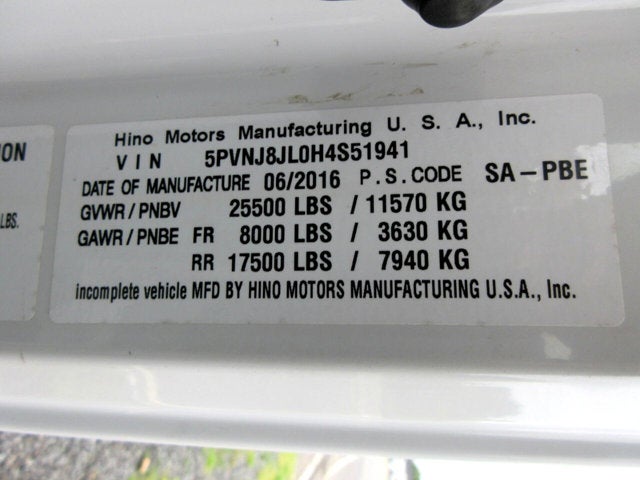 ION
LBS.
Hino Motors Manufacturing U. S. A., Inc.
VIN 5PVNJ8JL0H4S51941
DATE OF MANUFACTURE 06/2016 P.S.CODE SA-PBE
GVWR/PNBV 25500 LBS /11570 KG
GAWR/PNBE FR 8000 LBS / 3630 KG
RR 17500 LBS / 7940 KG
incomplete vehicle MFD BY HINO MOTORS MANUFACTURING U.S.A., Inc.